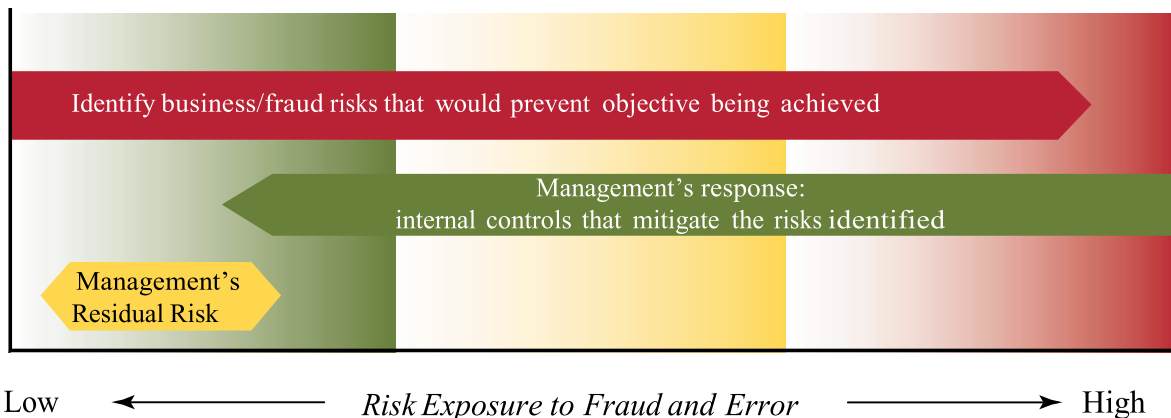 Identify business/fraud risks that would prevent objective being achieved
Management’s response:
internal controls that mitigate the risks identified
Management’s
Residual Risk
Low
Risk Exposure to Fraud and Error
High